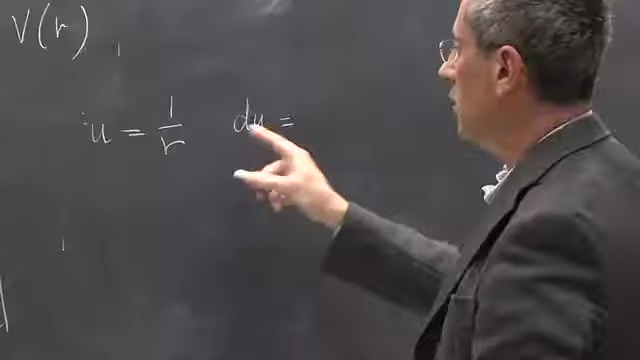 V(r)
u = 1/r du =